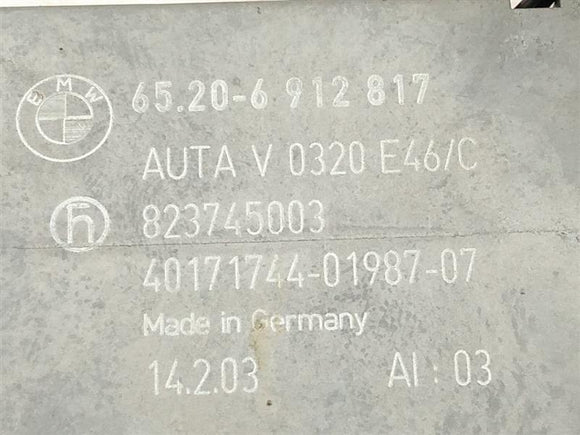 BMW 65.20-6 912 817
AUTA V 0320 E46/C
h 823745003
40171744-01987-07
Made in Germany
14.2.03 AI : 03